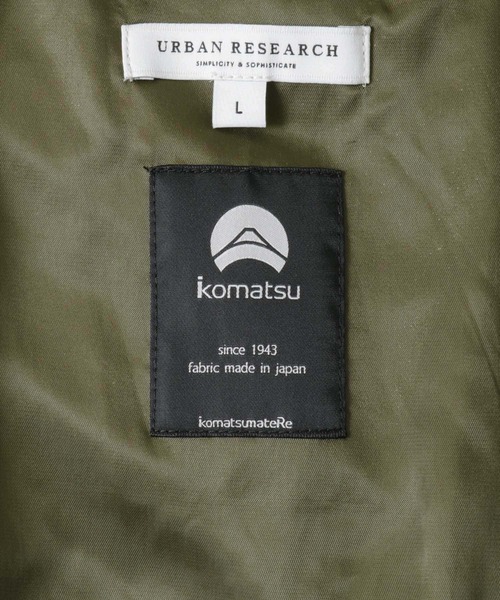 URBAN RESEARCH
SIMPLICITY & SOPHISTICATE
L
komatsu
since 1943
fabric made in japan
komatsumateRe